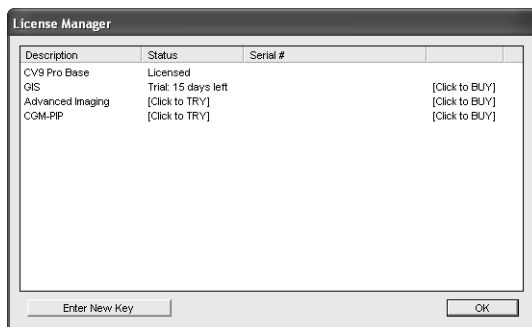 License Manager
Description Status Serial #
CV9 Pro Base Licensed
GIS Trial: 15 days left [Click to BUY]
Advanced Imaging [Click to TRY] [Click to BUY]
CGM-PIP [Click to TRY] [Click to BUY]
Enter New Key OK